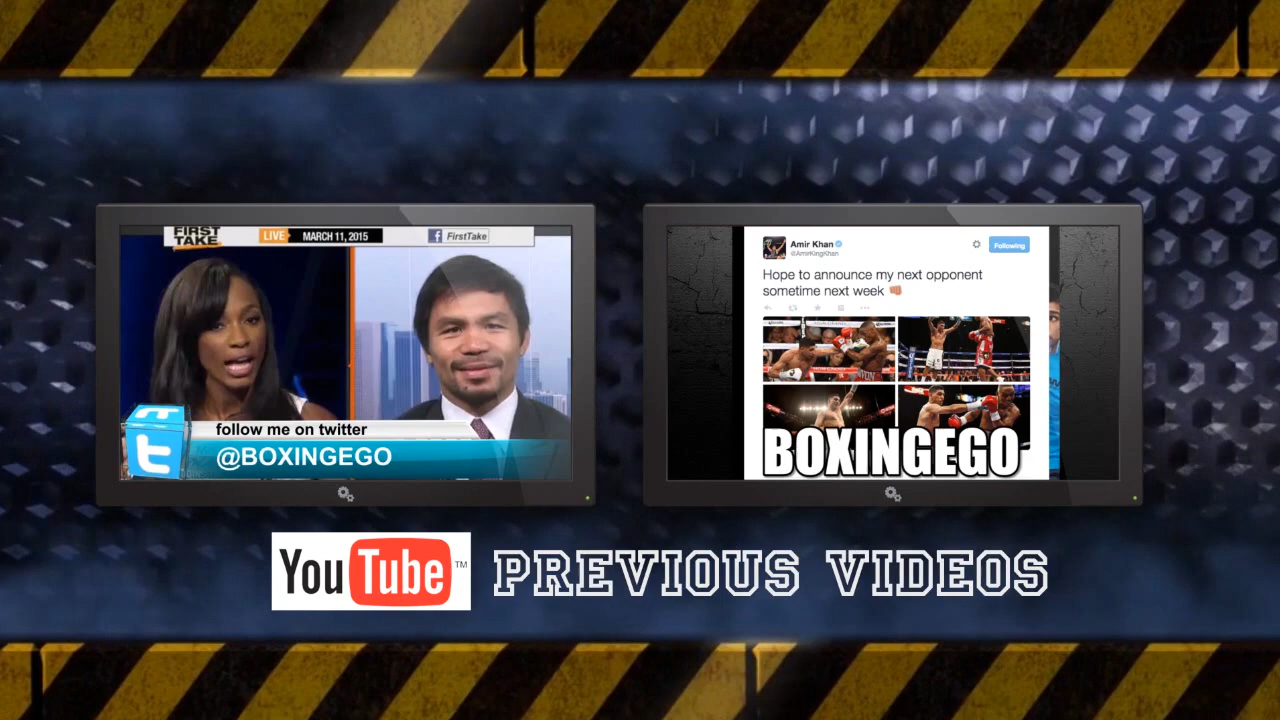 FIRST
TAKE
LIVE
MARCH 11, 2015
FirstTake
follow me on twitter
@BOXINGEGO
Amir Khan
@AmirKingKhan
Following
Hope to announce my next opponent
sometime next week
BOXINGEGO
YouTube™
PREVIOUS VIDEOS